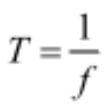 T = 1/f